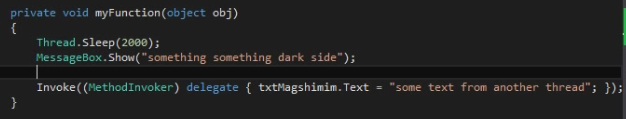 private void myFunction(object obj)
{
Thread.Sleep(2000);
MessageBox.Show("something something dark side");
Invoke((MethodInvoker) delegate { txtMagshimim.Text = "some text from another thread"; });
}